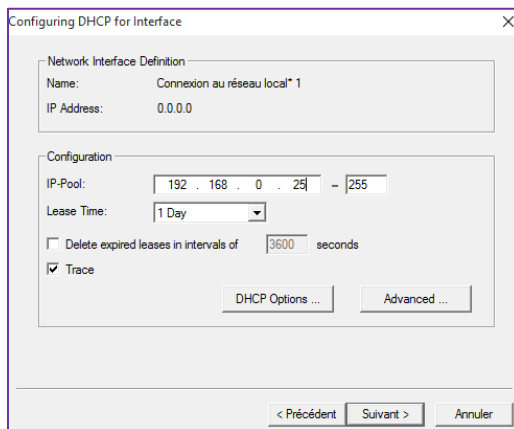 Configuring DHCP for Interface
Network Interface Definition
Name: Connexion au réseau local* 1
IP Address: 0.0.0.0
Configuration
IP-Pool: 192 . 168 . 0 . 25 – 255
Lease Time: 1 Day
Delete expired leases in intervals of 3600 seconds
Trace
DHCP Options ... Advanced ...
< Précédent Suivant > Annuler